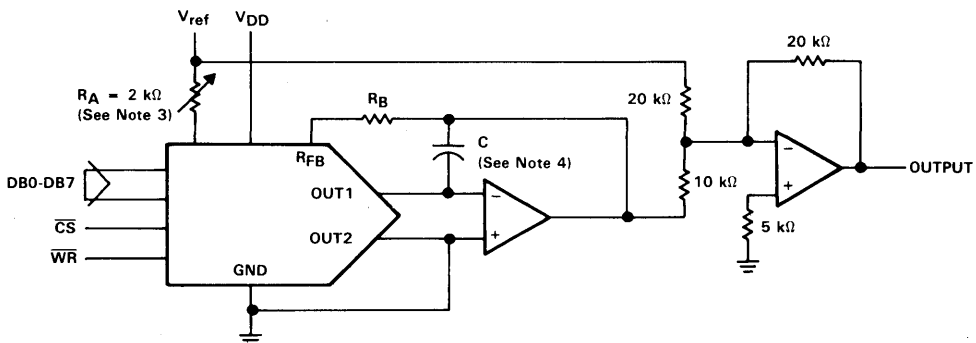 Vref
VDD
20 kΩ
RA = 2 kΩ
(See Note 3)
RB
20 kΩ
RFB
C
(See Note 4)
DB0-DB7
OUT1
−
+
10 kΩ
−
+
OUTPUT
CS
OUT2
5 kΩ
WR
GND